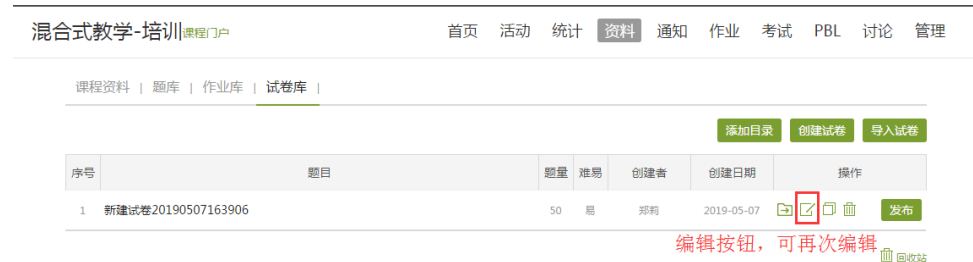 混合式教学-培训课程门户 首页 活动 统计 资料 通知 作业 考试 PBL 讨论 管理
课程资料 | 题库 | 作业库 | 试卷库 |
添加目录 创建试卷 导入试卷
序号 题目 题量 难易 创建者 创建日期 操作
1 新建试卷20190507163906 50 易 郑莉 2019-05-07 发布
编辑按钮，可再次编辑
回收站